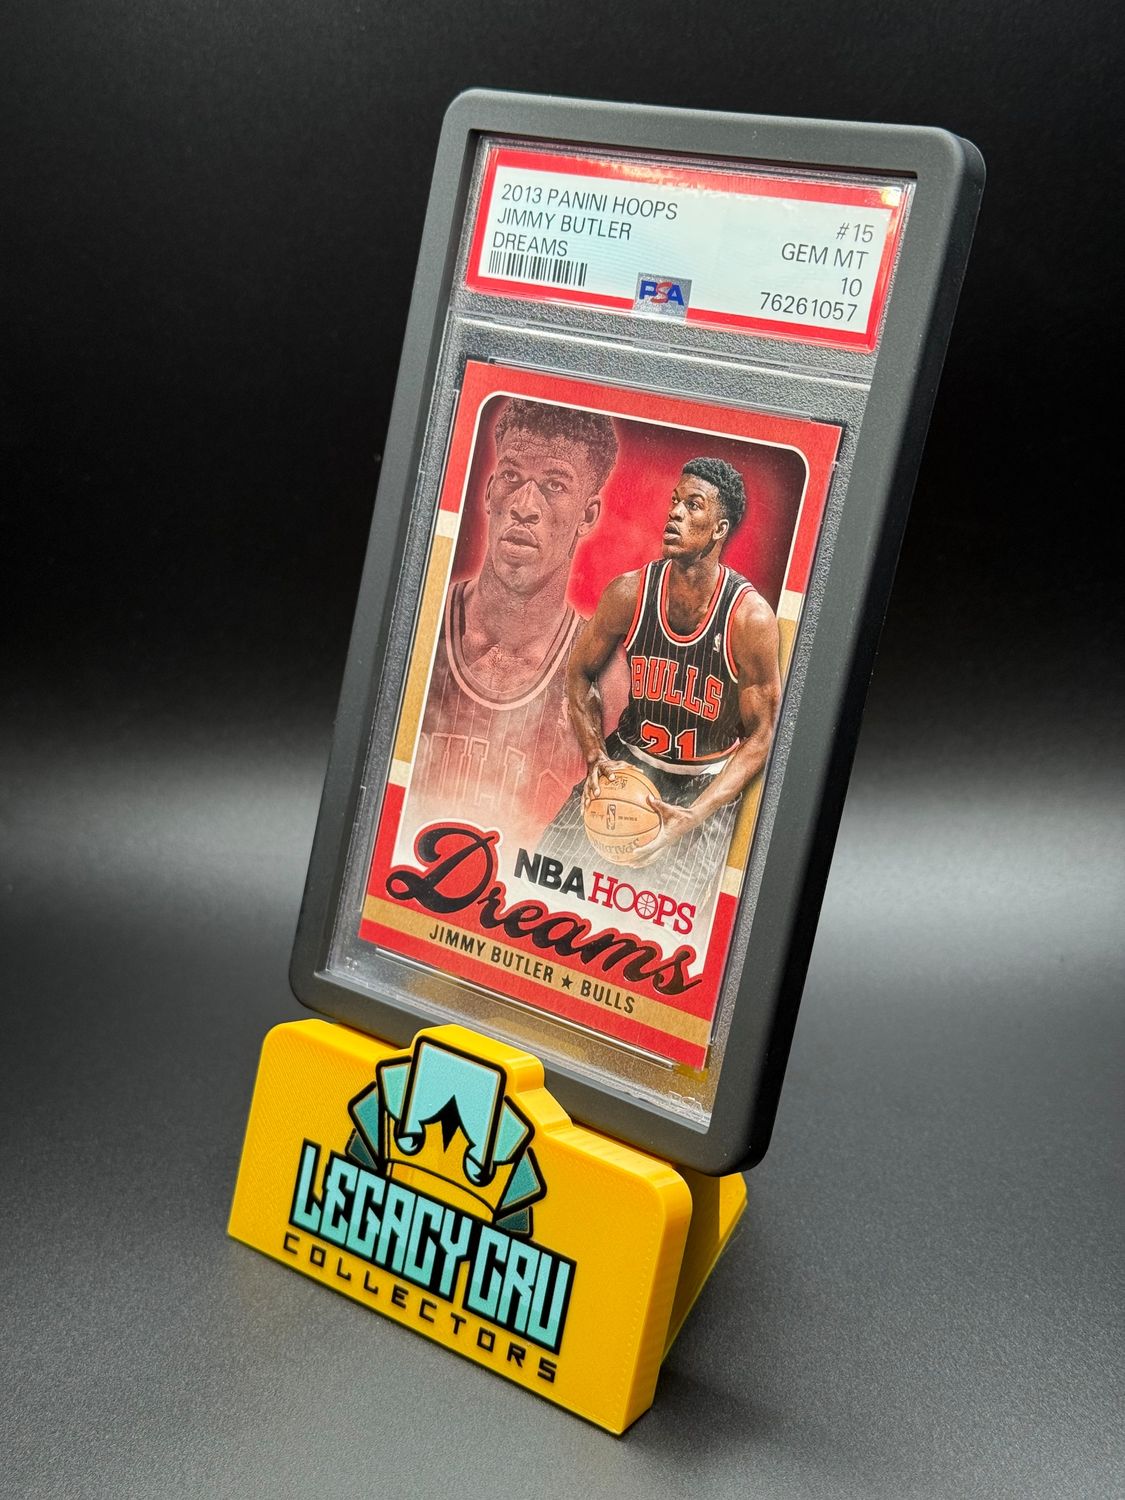 2013 PANINI HOOPS #15
JIMMY BUTLER GEM MT
DREAMS 10
PSA 76261057
BULLS
21
NBA HOOPS
Dreams
JIMMY BUTLER ★ BULLS
LEGACY CRU
COLLECTORS